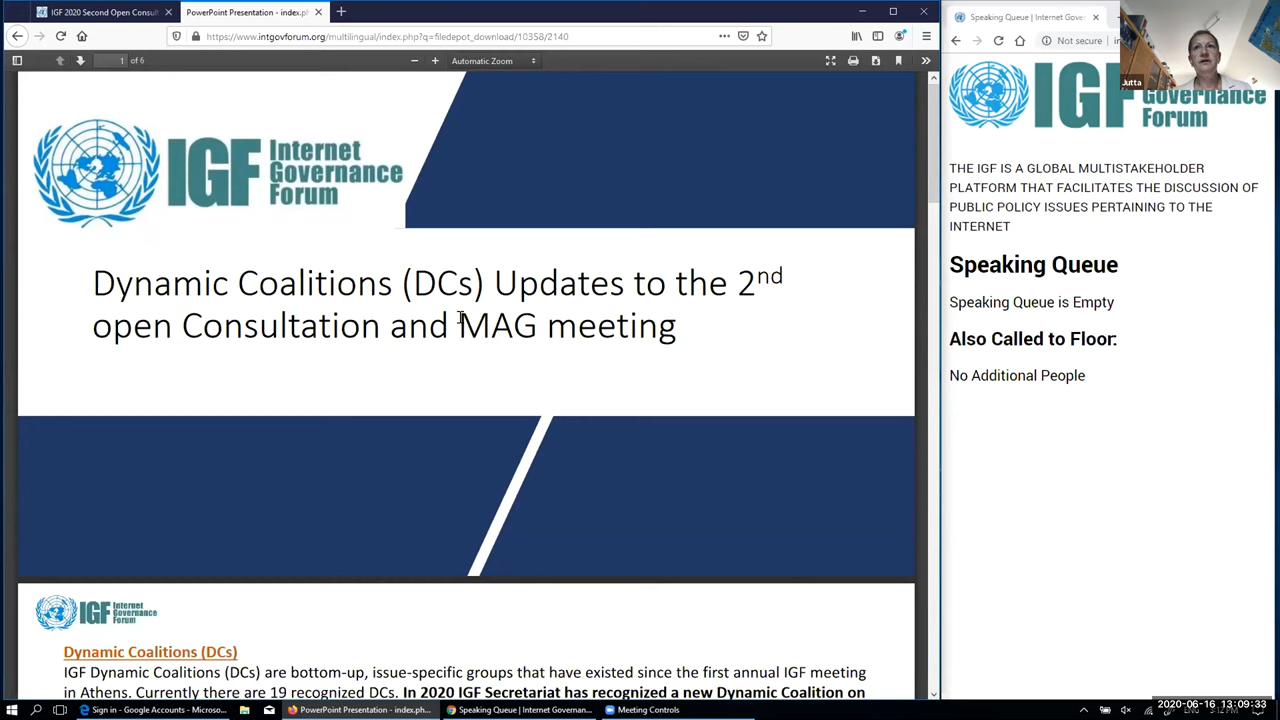 IGF 2020 Second Open Consult
PowerPoint Presentation - index.ph
https://www.intgovforum.org/multilingual/index.php?q=filedepot_download/10358/2140
1 of 6
Automatic Zoom
IGF Internet
Governance
Forum
Dynamic Coalitions (DCs) Updates to the 2nd
open Consultation and MAG meeting
IGF Internet
Governance
Forum
Dynamic Coalitions (DCs)
IGF Dynamic Coalitions (DCs) are bottom-up, issue-specific groups that have existed since the first annual IGF meeting
in Athens. Currently there are 19 recognized DCs. In 2020 IGF Secretariat has recognized a new Dynamic Coalition on
Speaking Queue | Internet Gove
Not secure
Jutta
IGF
Governance
Forum
THE IGF IS A GLOBAL MULTISTAKEHOLDER
PLATFORM THAT FACILITATES THE DISCUSSION OF
PUBLIC POLICY ISSUES PERTAINING TO THE
INTERNET
Speaking Queue
Speaking Queue is Empty
Also Called to Floor:
No Additional People
Sign in - Google Accounts - Microso...
PowerPoint Presentation - index.ph...
Speaking Queue | Internet Governan...
Meeting Controls
ENG
2020-06-16 13:09:33